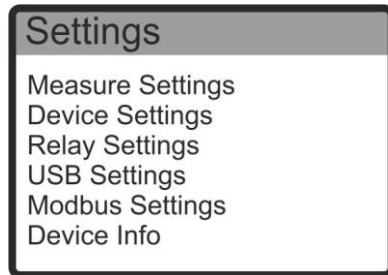 Settings
Measure Settings
Device Settings
Relay Settings
USB Settings
Modbus Settings
Device Info